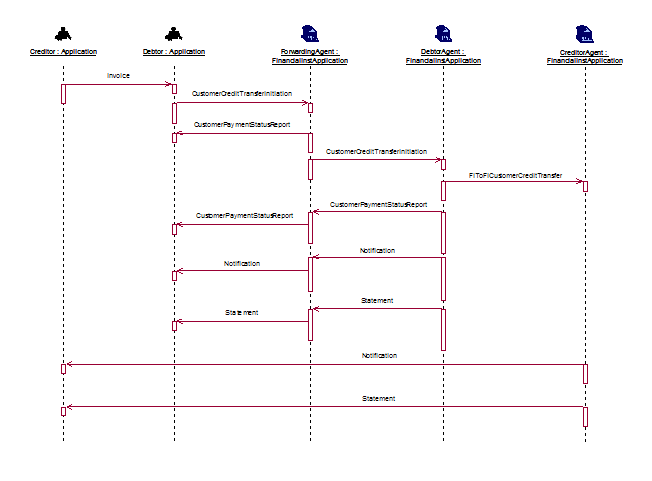 Creditor : Application
Debtor : Application
ForwardingAgent :
FinancialInstApplication
DebtorAgent :
FinancialInstApplication
CreditorAgent :
FinancialInstApplication
Invoice
CustomerCreditTransferInitiation
CustomerPaymentStatusReport
CustomerCreditTransferInitiation
FIToFICustomerCreditTransfer
CustomerPaymentStatusReport
CustomerPaymentStatusReport
Notification
Notification
Statement
Statement
Notification
Statement